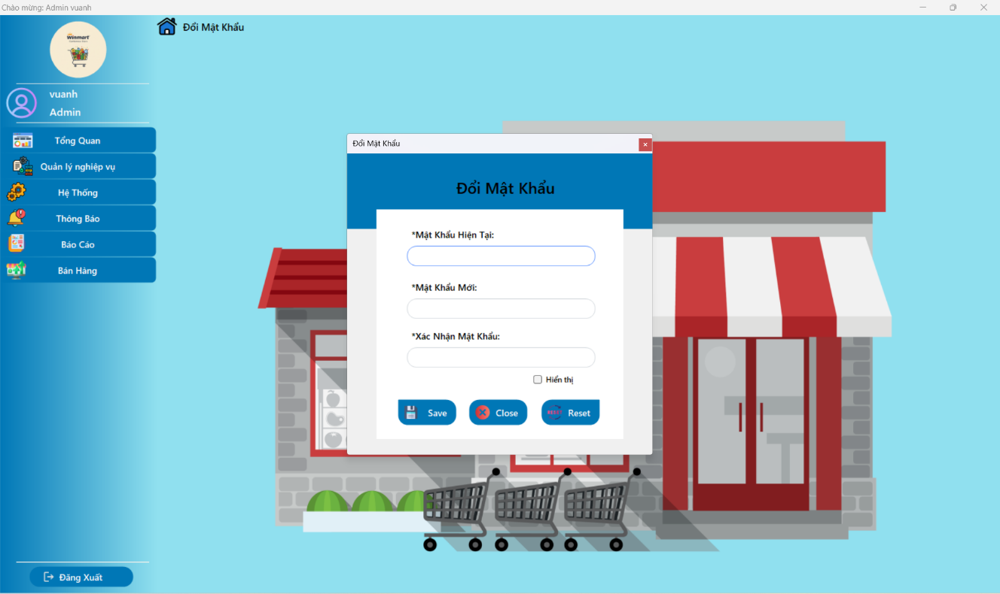 Chào mừng: Admin vuanh
Winmart
Đổi Mật Khẩu
vuanh
Admin
Tổng Quan
Quản lý nghiệp vụ
Hệ Thống
Thông Báo
Báo Cáo
Bán Hàng
Đăng Xuất
Đổi Mật Khẩu
Đổi Mật Khẩu
*Mật Khẩu Hiện Tại:
*Mật Khẩu Mới:
*Xác Nhận Mật Khẩu:
Hiển thị
Save
Close
RESET
Reset